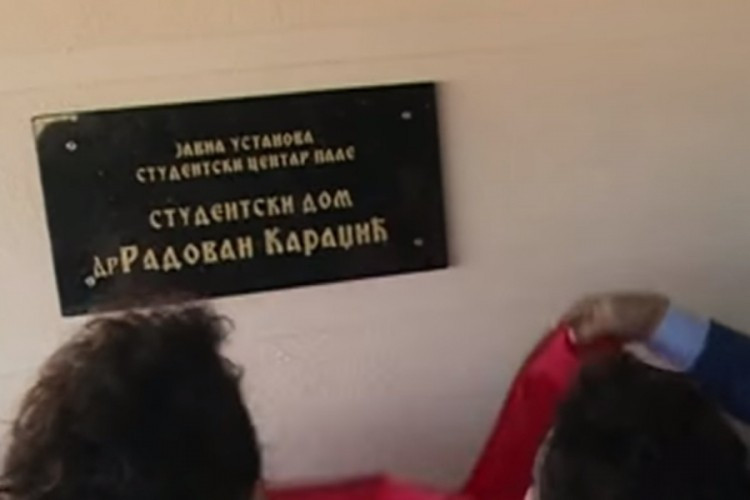 ЈАВНА УСТАНОВА
СТУДЕНТСКИ ЦЕНТАР ПАЛЕ
СТУДЕНТСКИ ДОМ
ДР РАДОВАН КАРАЏИЋ